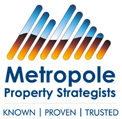 Metropole
Property Strategists
KNOWN | PROVEN | TRUSTED